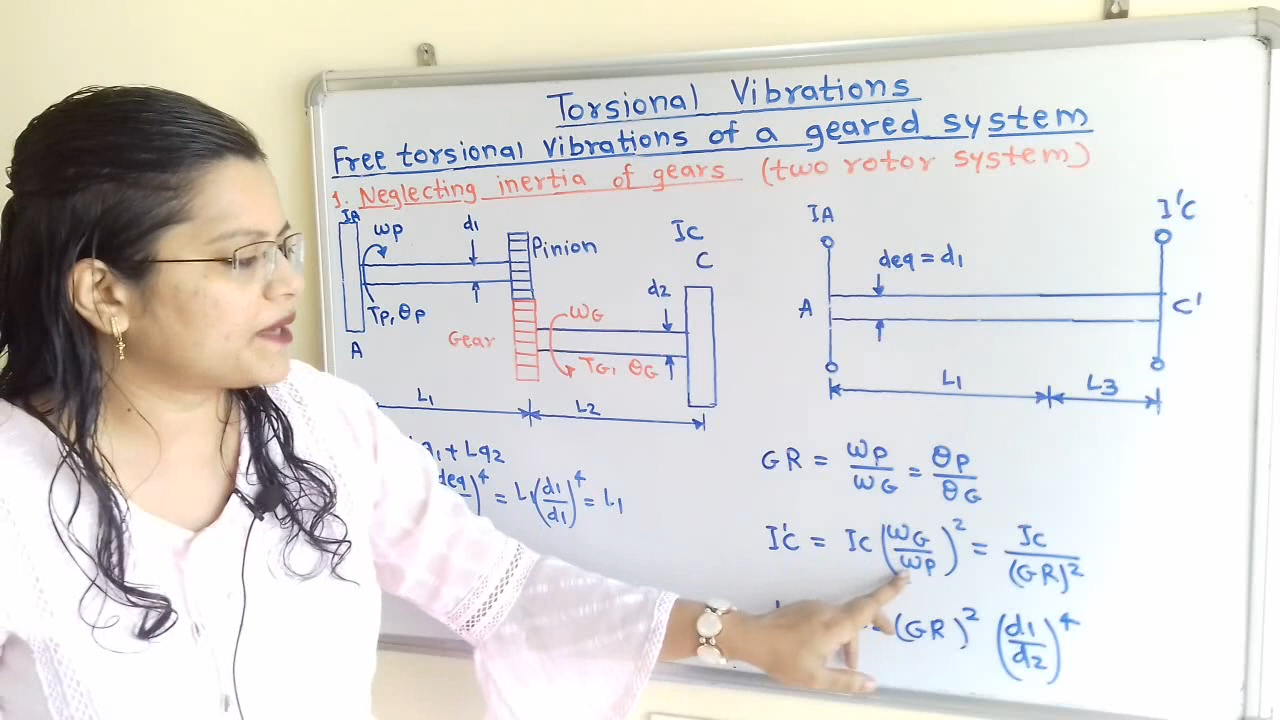 Torsional Vibrations
Free torsional vibrations of a geared system
1. Neglecting inertia of gears (two rotor system)
IA
ωP
d1
Pinion
IC
C
d2
TP, θP
Gear
ωG
TG, θG
A
L1
L2
+ Lq2
)⁴ = L1(d1/d1)⁴ = L1
IA
I'C
deq = d1
A
C'
L1
L3
GR = ωP/ωG = θP/θG
I'C = IC(ωG/ωP)² = IC/(GR)²
(GR)² (d1/d2)⁴